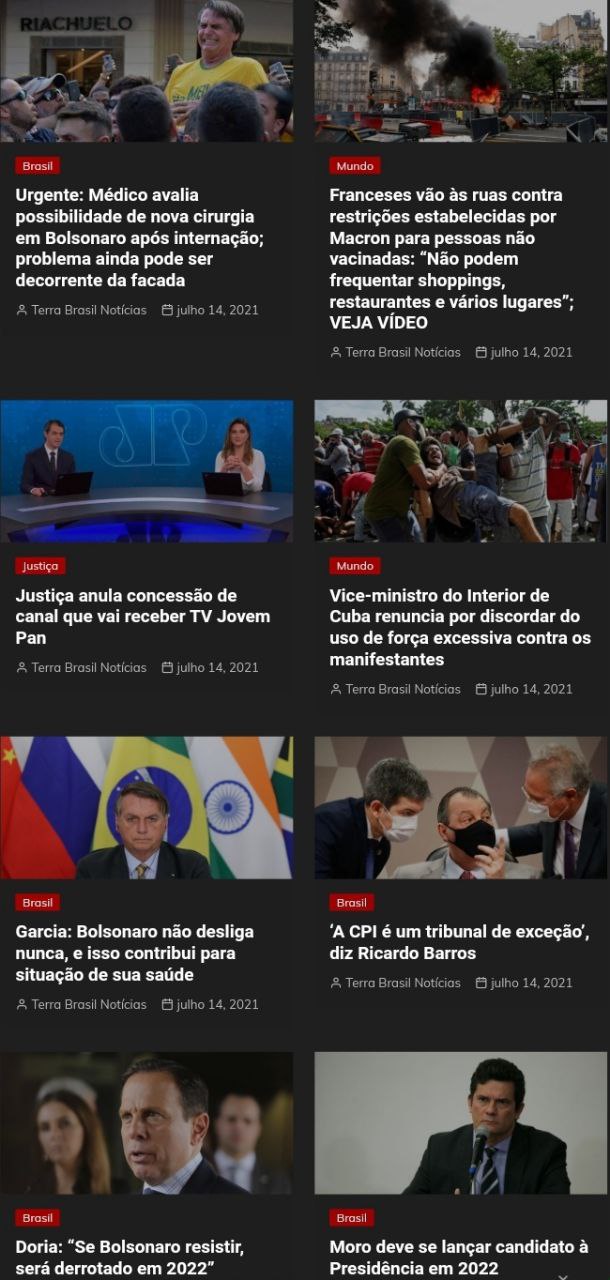 RIACHUELO
Brasil
Urgente: Médico avalia
possibilidade de nova cirurgia
em Bolsonaro após internação;
problema ainda pode ser
decorrente da facada
Terra Brasil Notícias julho 14, 2021
Mundo
Franceses vão às ruas contra
restrições estabelecidas por
Macron para pessoas não
vacinadas: “Não podem
frequentar shoppings,
restaurantes e vários lugares”;
VEJA VÍDEO
Terra Brasil Notícias julho 14, 2021
JP
Justiça
Justiça anula concessão de
canal que vai receber TV Jovem
Pan
Terra Brasil Notícias julho 14, 2021
Mundo
Vice-ministro do Interior de
Cuba renuncia por discordar do
uso de força excessiva contra os
manifestantes
Terra Brasil Notícias julho 14, 2021
Brasil
Garcia: Bolsonaro não desliga
nunca, e isso contribui para
situação de sua saúde
Terra Brasil Notícias julho 14, 2021
Brasil
‘A CPI é um tribunal de exceção’,
diz Ricardo Barros
Terra Brasil Notícias julho 14, 2021
Brasil
Doria: “Se Bolsonaro resistir,
será derrotado em 2022”
Brasil
Moro deve se lançar candidato à
Presidência em 2022